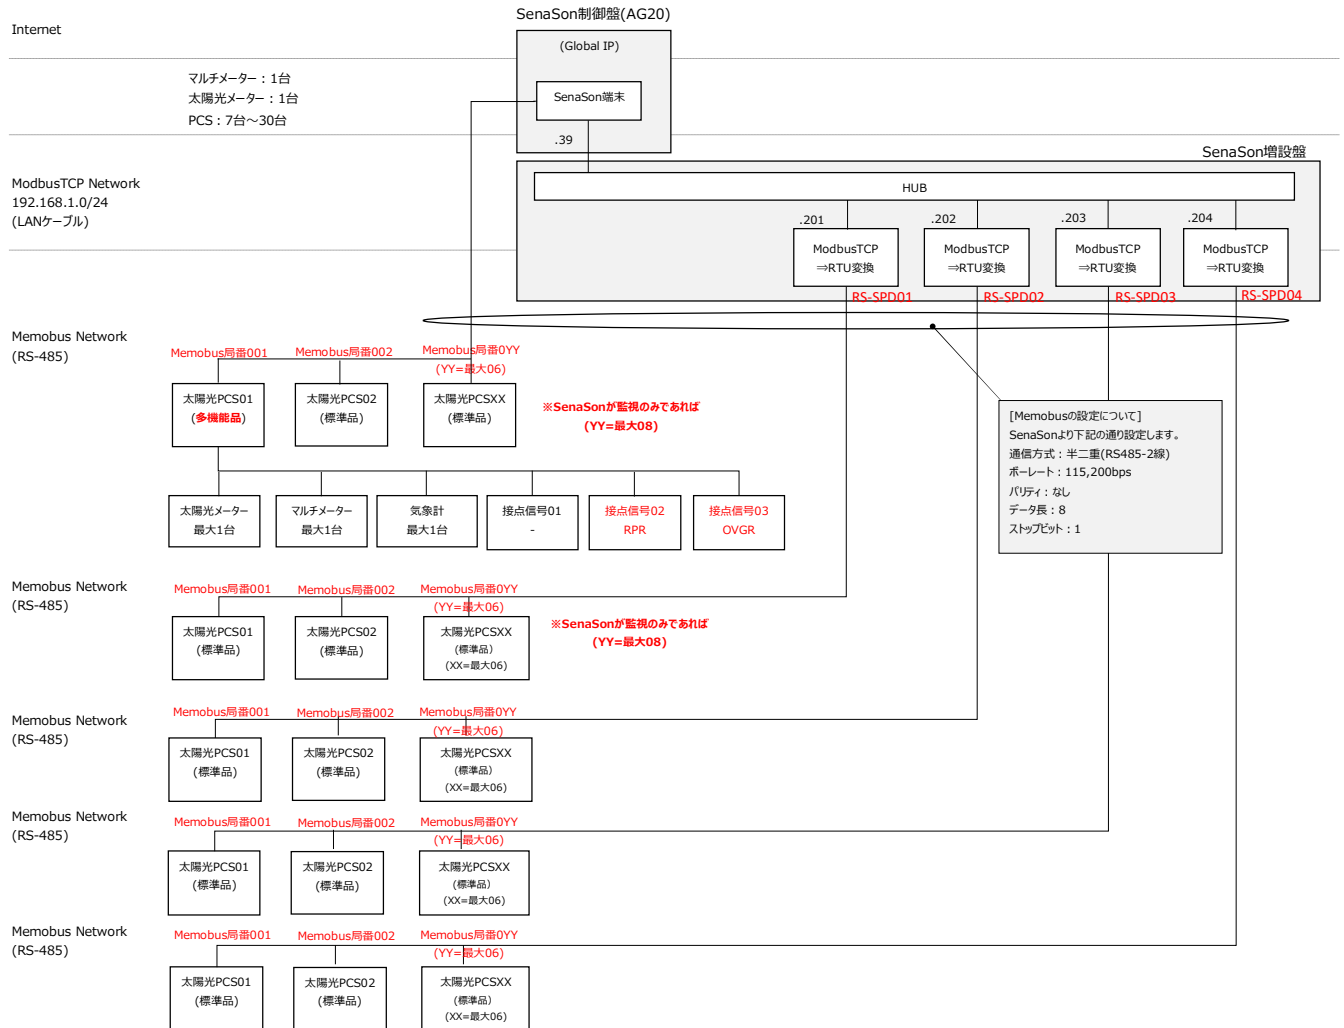 SenaSon制御盤(AG20)
Internet
(Global IP)
マルチメーター：1台
太陽光メーター：1台
PCS：7台～30台
SenaSon端末
.39
SenaSon増設盤
ModbusTCP Network
192.168.1.0/24
(LANケーブル)
HUB
.201
.202
.203
.204
ModbusTCP
⇒RTU変換
ModbusTCP
⇒RTU変換
ModbusTCP
⇒RTU変換
ModbusTCP
⇒RTU変換
RS-SPD01
RS-SPD02
RS-SPD03
RS-SPD04
Memobus Network
(RS-485)
Memobus局番001
Memobus局番002
Memobus局番0YY
(YY=最大06)
太陽光PCS01
(多機能品)
太陽光PCS02
(標準品)
太陽光PCSXX
(標準品)
※SenaSonが監視のみであれば
(YY=最大08)
[Memobusの設定について]
SenaSonより下記の通り設定します。
通信方式：半二重(RS485-2線)
ボーレート：115,200bps
パリティ：なし
データ長：8
ストップビット：1
太陽光メーター
最大1台
マルチメーター
最大1台
気象計
最大1台
接点信号01
-
接点信号02
RPR
接点信号03
OVGR
Memobus Network
(RS-485)
Memobus局番001
Memobus局番002
Memobus局番0YY
(YY=最大06)
太陽光PCS01
(標準品)
太陽光PCS02
(標準品)
太陽光PCSXX
(標準品)
(XX=最大06)
※SenaSonが監視のみであれば
(YY=最大08)
Memobus Network
(RS-485)
Memobus局番001
Memobus局番002
Memobus局番0YY
(YY=最大06)
太陽光PCS01
(標準品)
太陽光PCS02
(標準品)
太陽光PCSXX
(標準品)
(XX=最大06)
Memobus Network
(RS-485)
Memobus局番001
Memobus局番002
Memobus局番0YY
(YY=最大06)
太陽光PCS01
(標準品)
太陽光PCS02
(標準品)
太陽光PCSXX
(標準品)
(XX=最大06)
Memobus Network
(RS-485)
Memobus局番001
Memobus局番002
Memobus局番0YY
(YY=最大06)
太陽光PCS01
(標準品)
太陽光PCS02
(標準品)
太陽光PCSXX
(標準品)
(XX=最大06)